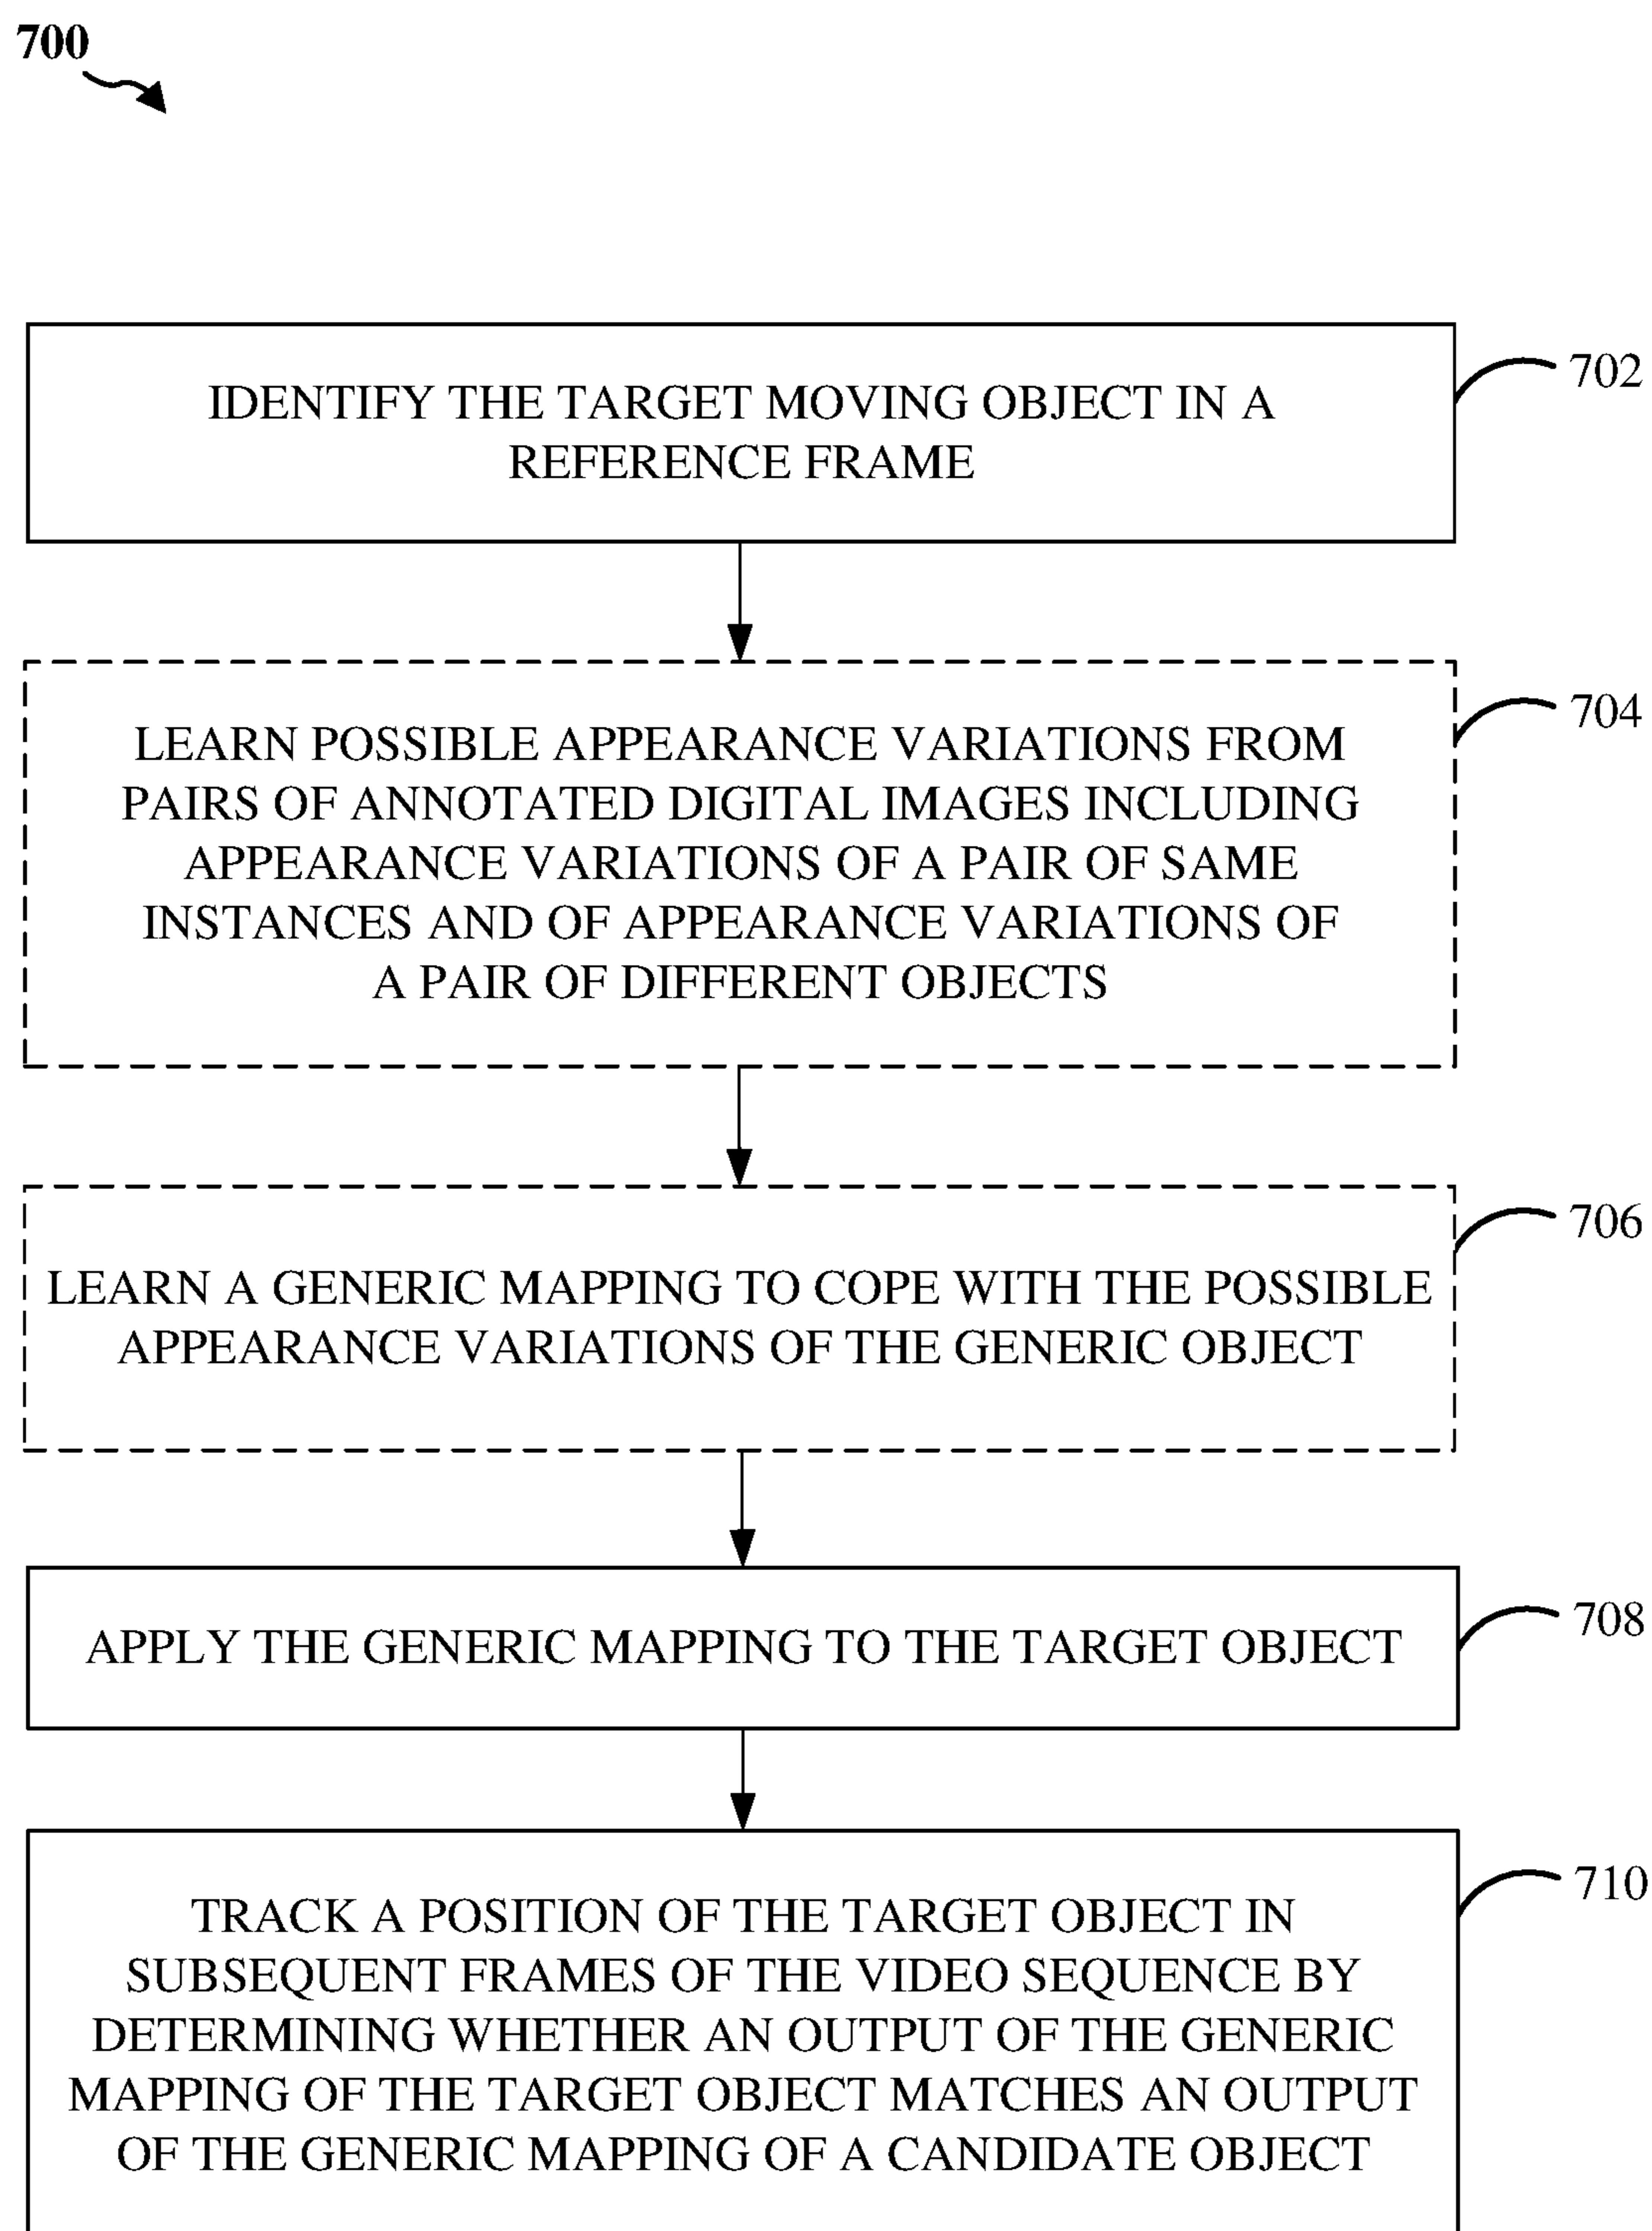 700
IDENTIFY THE TARGET MOVING OBJECT IN A
REFERENCE FRAME
702
LEARN POSSIBLE APPEARANCE VARIATIONS FROM
PAIRS OF ANNOTATED DIGITAL IMAGES INCLUDING
APPEARANCE VARIATIONS OF A PAIR OF SAME
INSTANCES AND OF APPEARANCE VARIATIONS OF
A PAIR OF DIFFERENT OBJECTS
704
LEARN A GENERIC MAPPING TO COPE WITH THE POSSIBLE
APPEARANCE VARIATIONS OF THE GENERIC OBJECT
706
APPLY THE GENERIC MAPPING TO THE TARGET OBJECT
708
TRACK A POSITION OF THE TARGET OBJECT IN
SUBSEQUENT FRAMES OF THE VIDEO SEQUENCE BY
DETERMINING WHETHER AN OUTPUT OF THE GENERIC
MAPPING OF THE TARGET OBJECT MATCHES AN OUTPUT
OF THE GENERIC MAPPING OF A CANDIDATE OBJECT
710